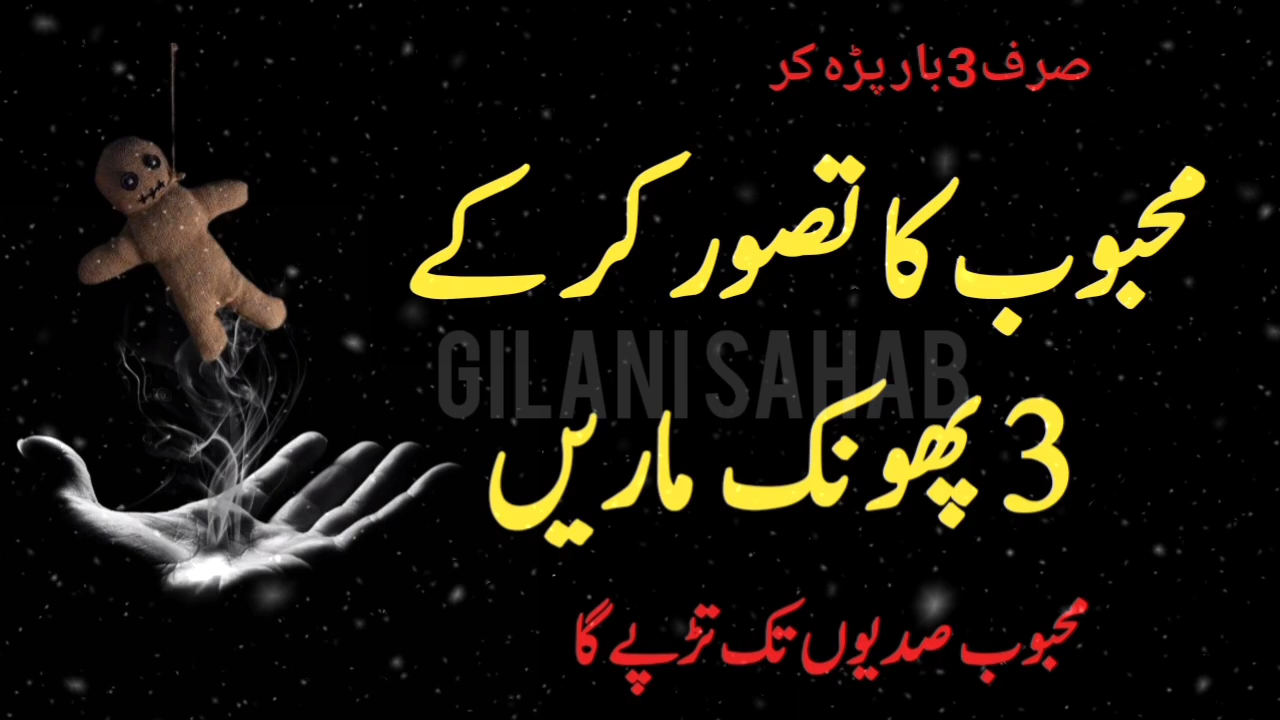 صرف 3 بار پڑھ کر
محبوب کا تصور کر کے
GILANI SAHAB
3 پھونک ماریں
محبوب صدیوں تک تڑپے گا